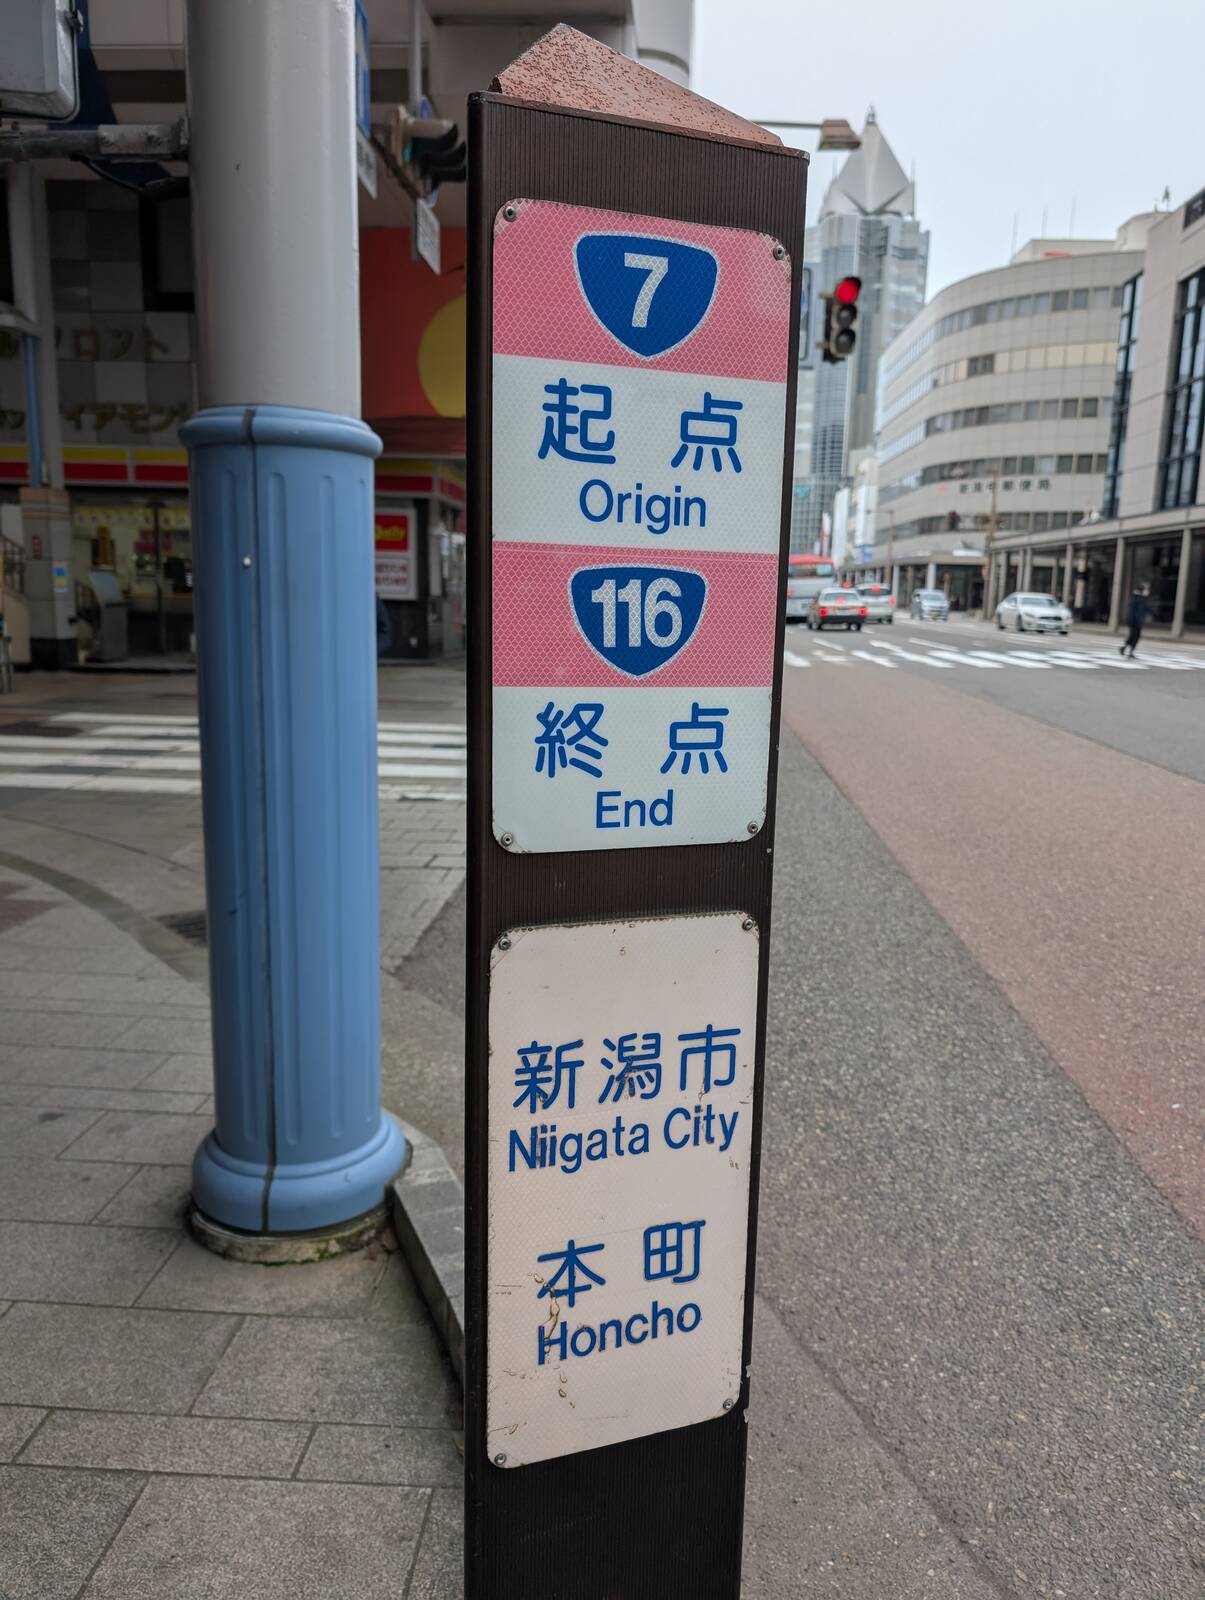 7
起点
Origin
116
終点
End
新潟市
Niigata City
本町
Honcho